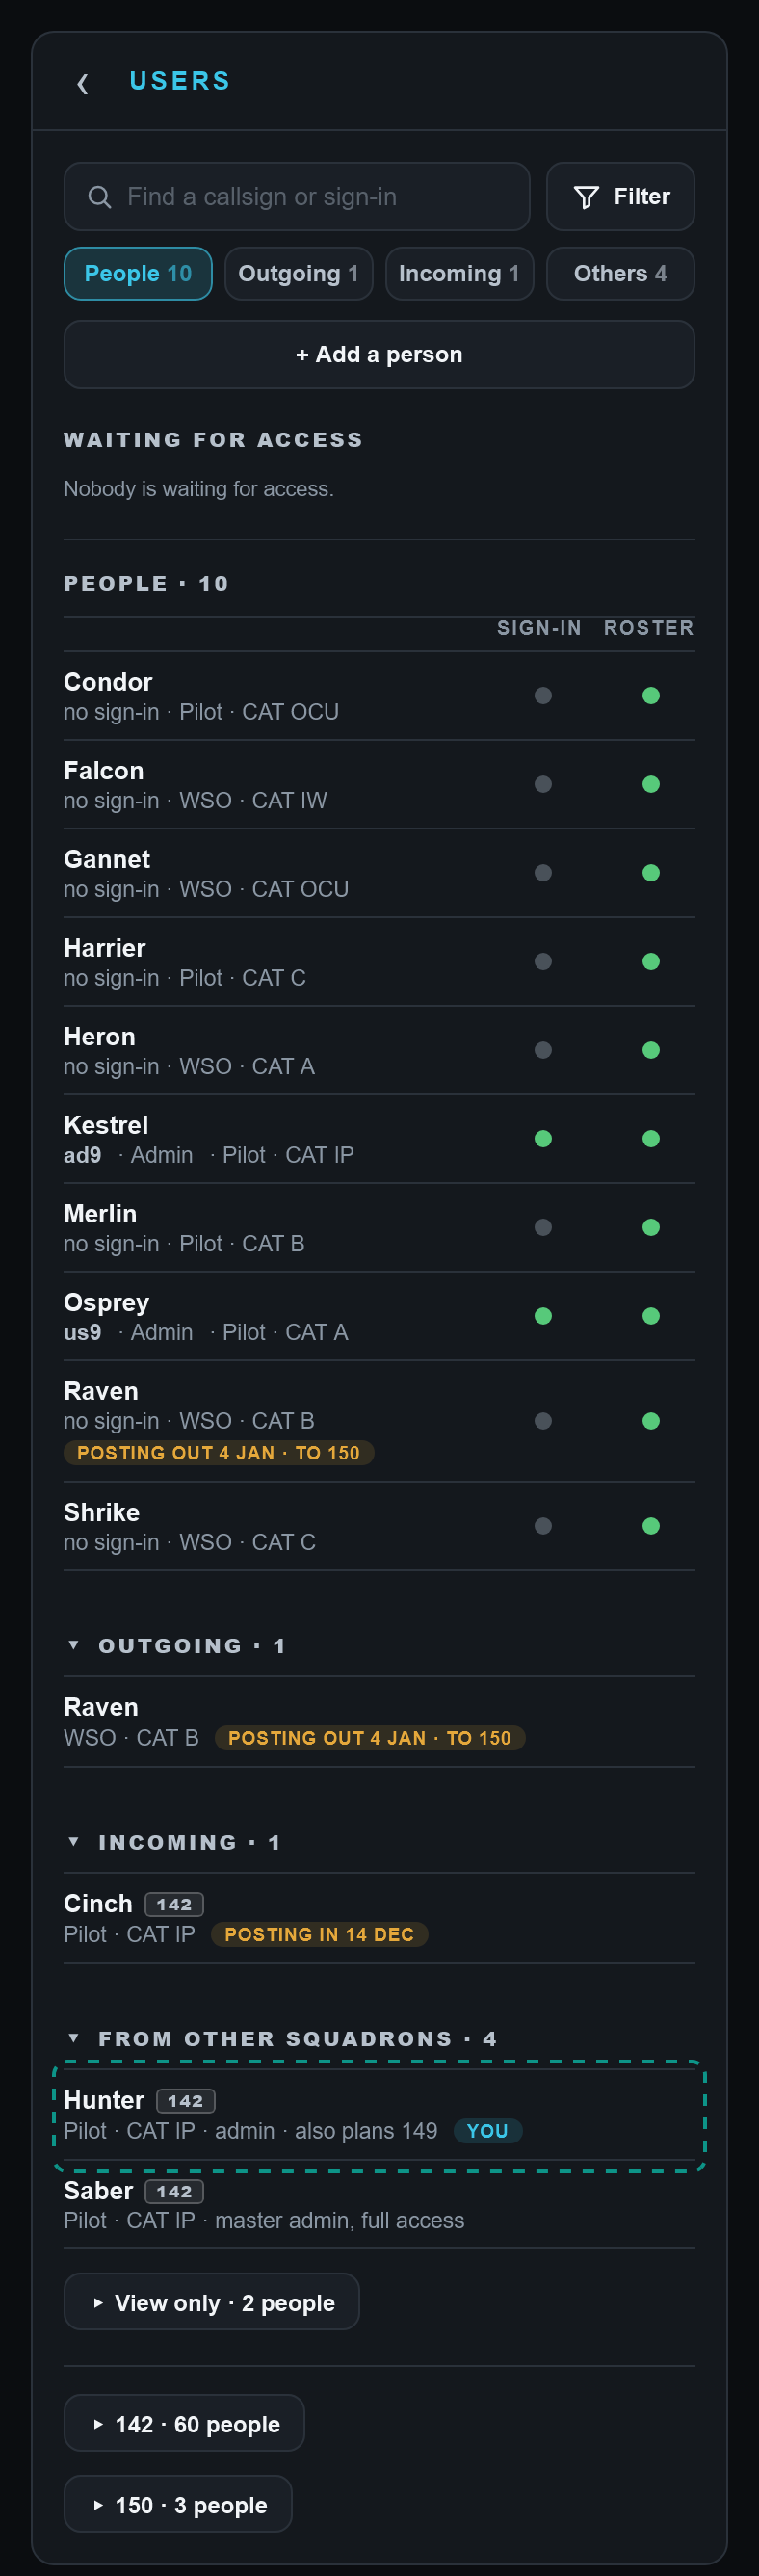 ‹ USERS
Find a callsign or sign-in
Filter
People 10 Outgoing 1 Incoming 1 Others 4
+ Add a person
WAITING FOR ACCESS
Nobody is waiting for access.
PEOPLE · 10
SIGN-IN ROSTER
Condor
no sign-in · Pilot · CAT OCU
Falcon
no sign-in · WSO · CAT IW
Gannet
no sign-in · WSO · CAT OCU
Harrier
no sign-in · Pilot · CAT C
Heron
no sign-in · WSO · CAT A
Kestrel
ad9 · Admin · Pilot · CAT IP
Merlin
no sign-in · Pilot · CAT B
Osprey
us9 · Admin · Pilot · CAT A
Raven
no sign-in · WSO · CAT B
POSTING OUT 4 JAN · TO 150
Shrike
no sign-in · WSO · CAT C
▾ OUTGOING · 1
Raven
WSO · CAT B POSTING OUT 4 JAN · TO 150
▾ INCOMING · 1
Cinch 142
Pilot · CAT IP POSTING IN 14 DEC
▾ FROM OTHER SQUADRONS · 4
Hunter 142
Pilot · CAT IP · admin · also plans 149 YOU
Saber 142
Pilot · CAT IP · master admin, full access
▸ View only · 2 people
▸ 142 · 60 people
▸ 150 · 3 people